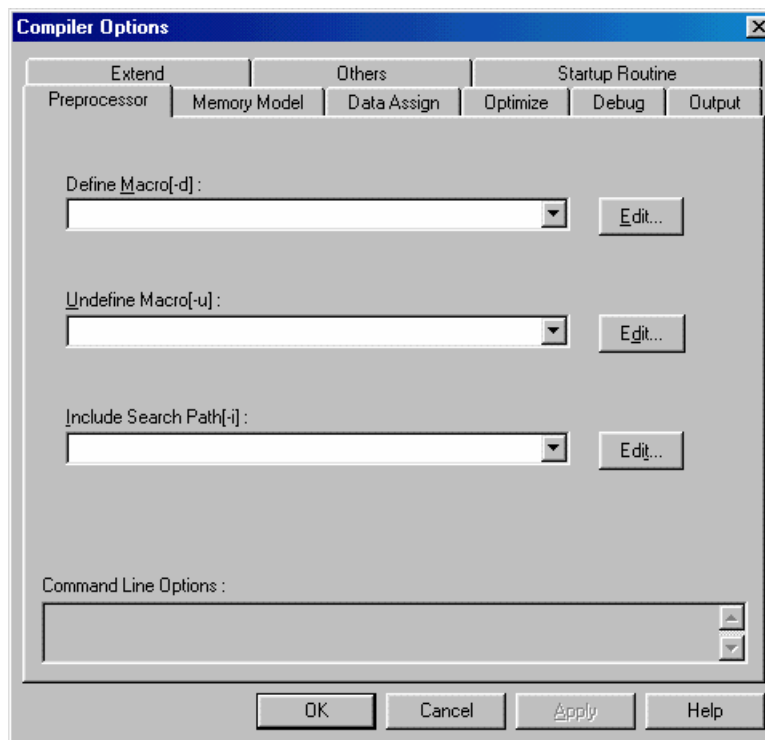 Compiler Options
Extend Others Startup Routine
Preprocessor Memory Model Data Assign Optimize Debug Output
Define Macro[-d] :
Edit...
Undefine Macro[-u] :
Edit...
Include Search Path[-i] :
Edit...
Command Line Options :
OK Cancel Apply Help